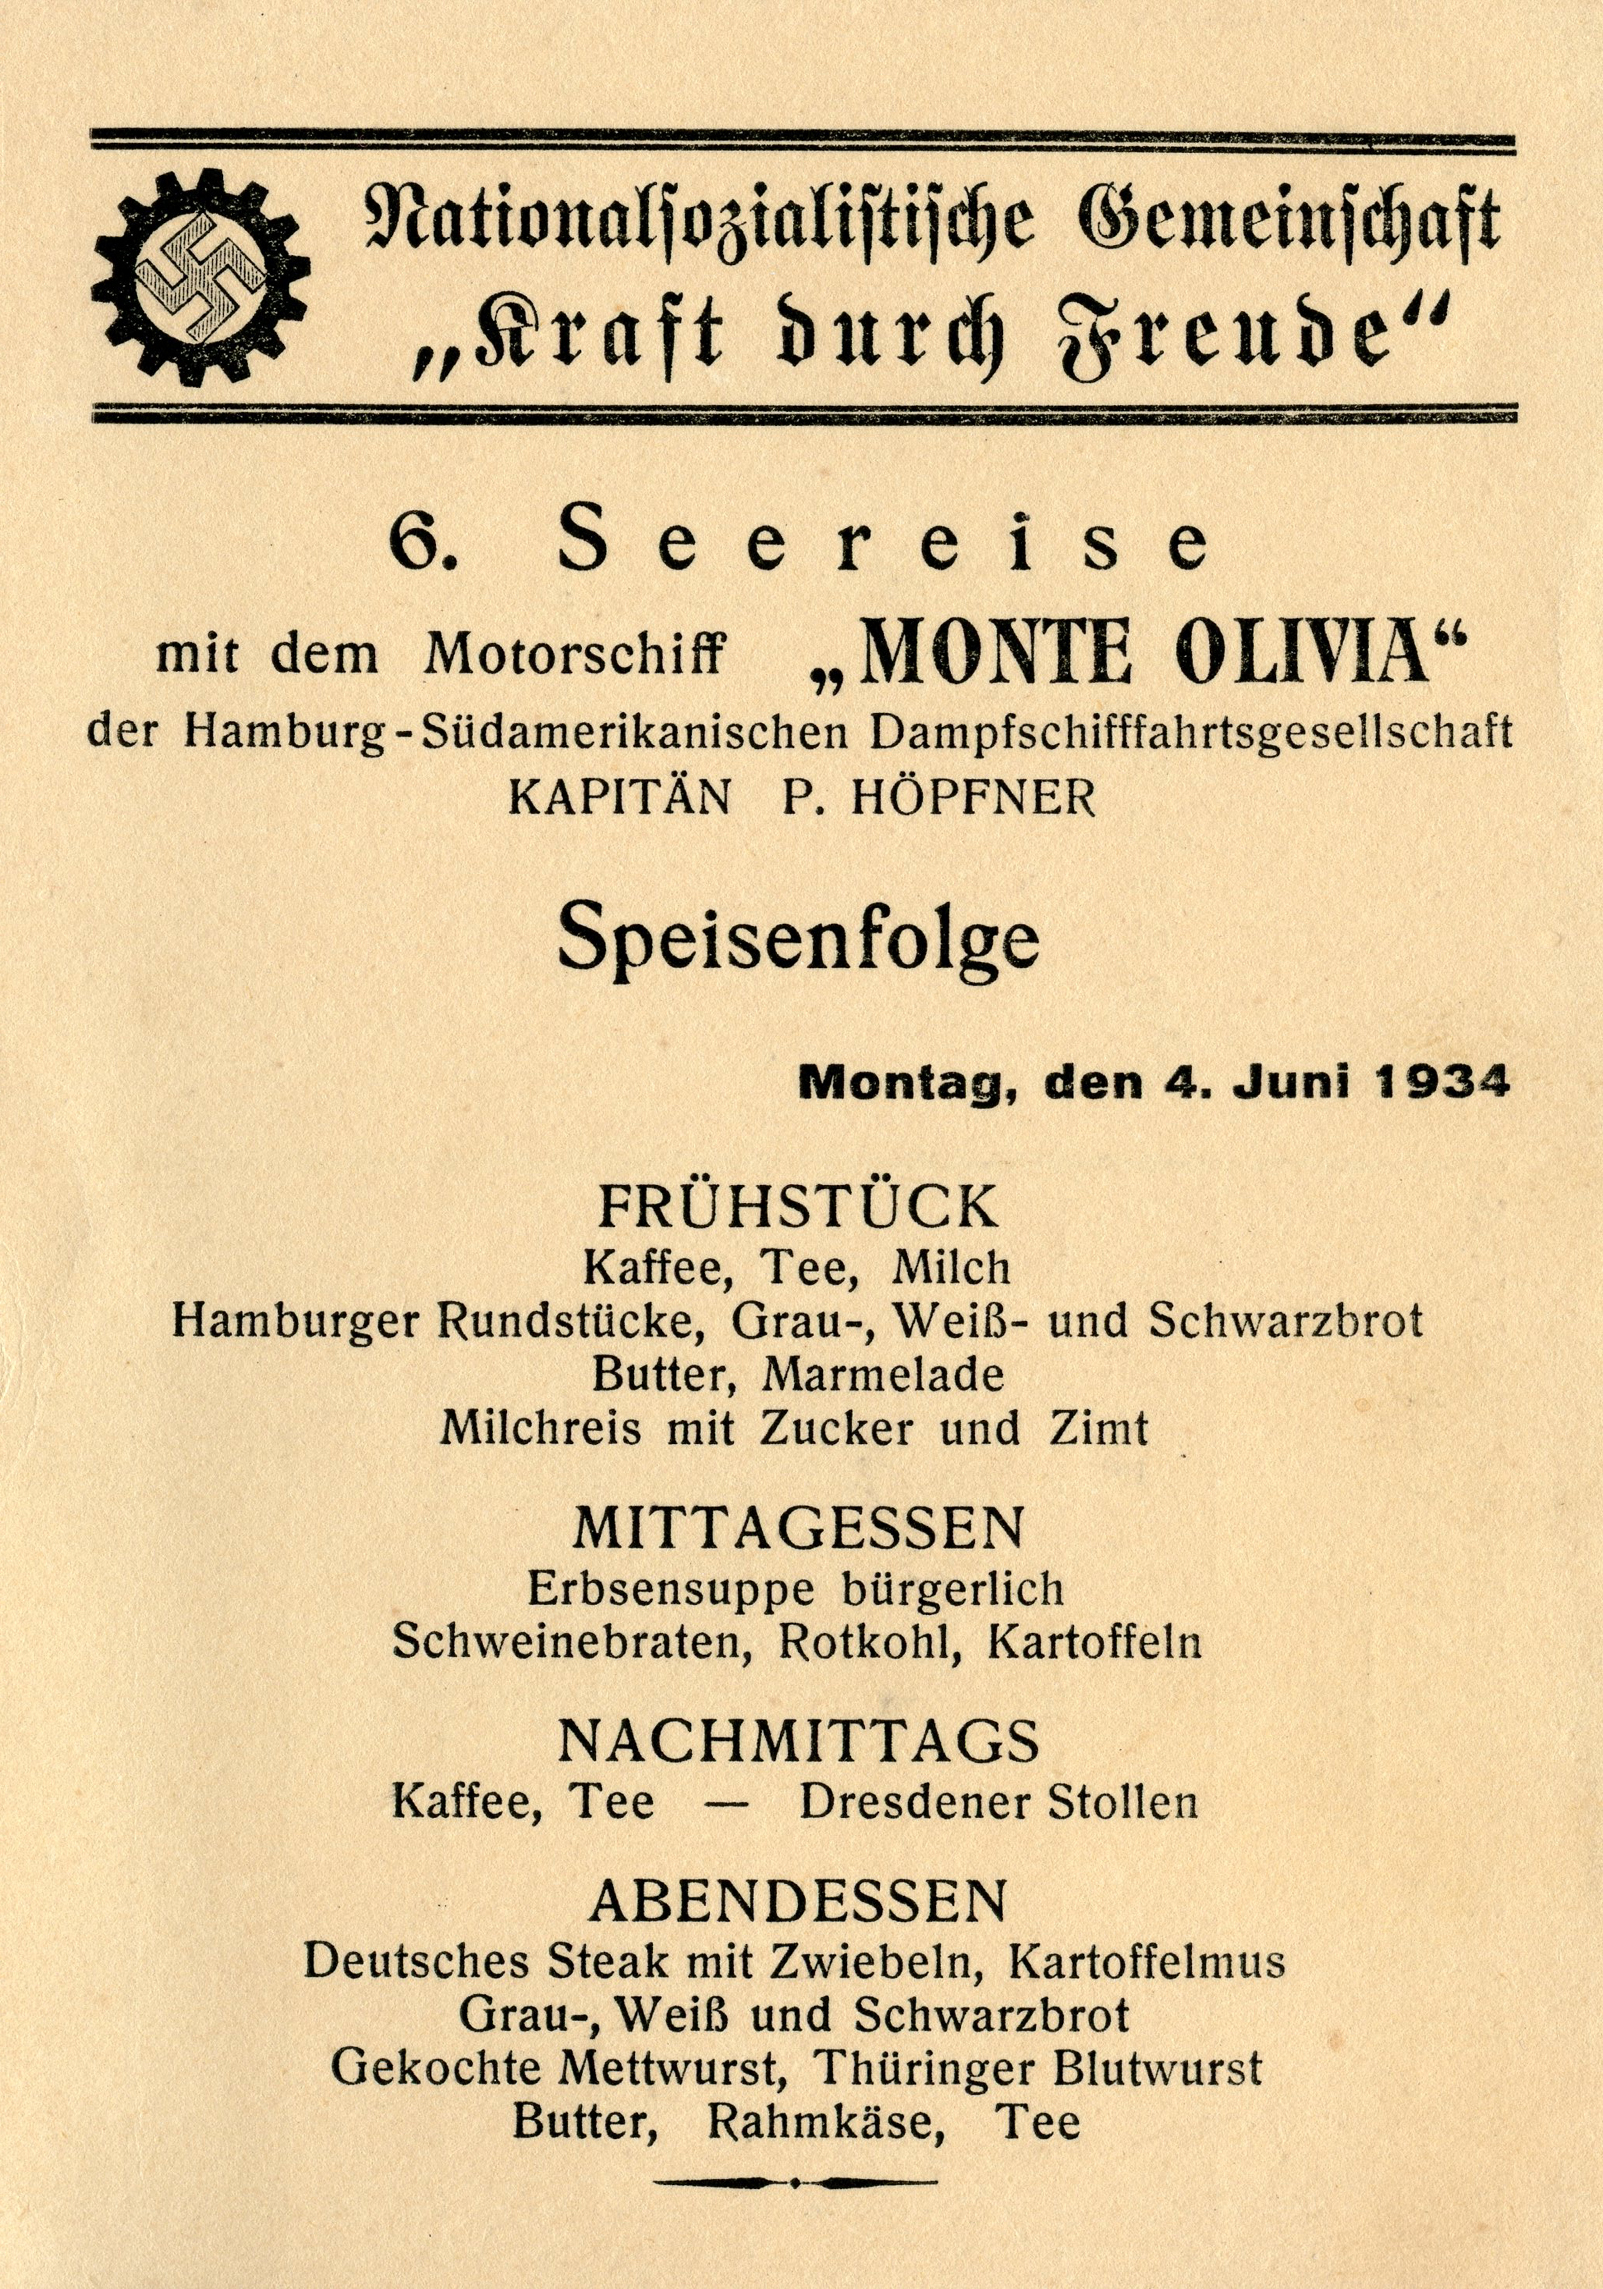 Nationalsozialistische Gemeinschaft
„Kraft durch Freude“
6. Seereise
mit dem Motorschiff „MONTE OLIVIA“
der Hamburg-Südamerikanischen Dampfschifffahrtsgesellschaft
KAPITÄN P. HÖPFNER
Speisenfolge
Montag, den 4. Juni 1934
FRÜHSTÜCK
Kaffee, Tee, Milch
Hamburger Rundstücke, Grau-, Weiß- und Schwarzbrot
Butter, Marmelade
Milchreis mit Zucker und Zimt
MITTAGESSEN
Erbsensuppe bürgerlich
Schweinebraten, Rotkohl, Kartoffeln
NACHMITTAGS
Kaffee, Tee — Dresdener Stollen
ABENDESSEN
Deutsches Steak mit Zwiebeln, Kartoffelmus
Grau-, Weiß und Schwarzbrot
Gekochte Mettwurst, Thüringer Blutwurst
Butter, Rahmkäse, Tee